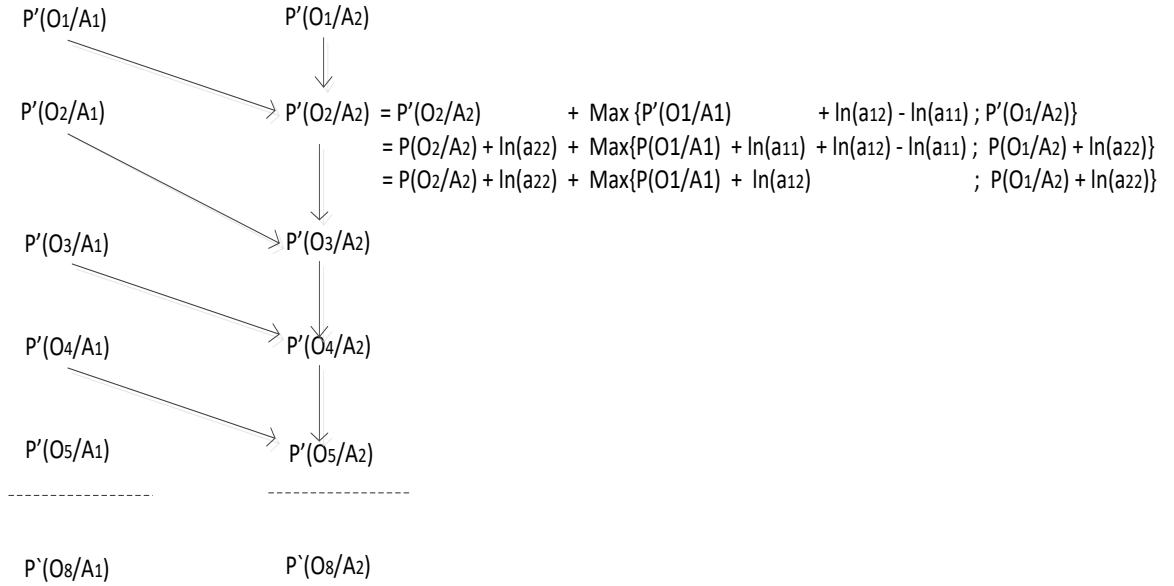 P'(O1/A1) P'(O1/A2)
P'(O2/A1) P'(O2/A2) = P'(O2/A2) + Max {P'(O1/A1) + ln(a12) - ln(a11) ; P'(O1/A2)}
= P(O2/A2) + ln(a22) + Max{P(O1/A1) + ln(a11) + ln(a12) - ln(a11) ; P(O1/A2) + ln(a22)}
= P(O2/A2) + ln(a22) + Max{P(O1/A1) + ln(a12) ; P(O1/A2) + ln(a22)}
P'(O3/A1) P'(O3/A2)
P'(O4/A1) P'(O4/A2)
P'(O5/A1) P'(O5/A2)
P`(O8/A1) P`(O8/A2)